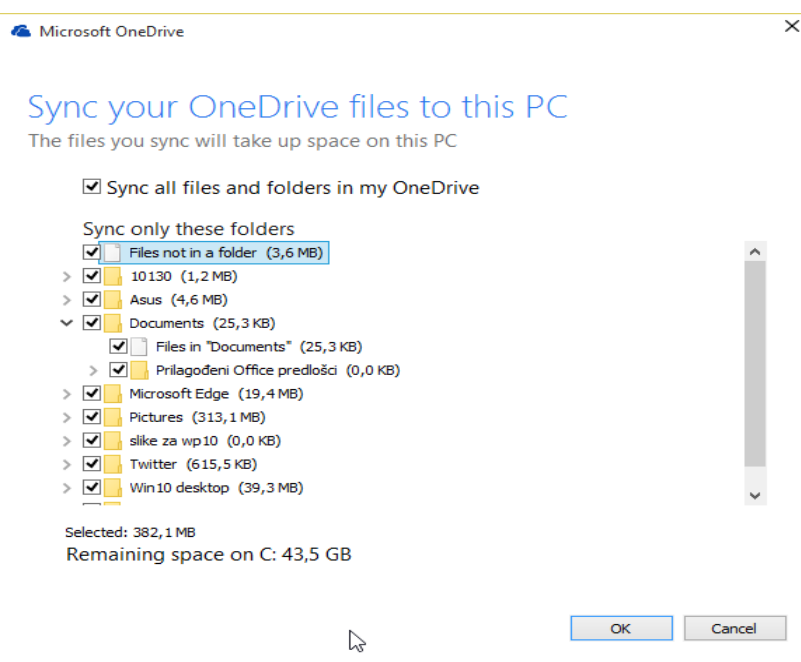 Microsoft OneDrive
Sync your OneDrive files to this PC
The files you sync will take up space on this PC
Sync all files and folders in my OneDrive
Sync only these folders
Files not in a folder (3,6 MB)
10130 (1,2 MB)
Asus (4,6 MB)
Documents (25,3 KB)
Files in "Documents" (25,3 KB)
Prilagođeni Office predlošci (0,0 KB)
Microsoft Edge (19,4 MB)
Pictures (313,1 MB)
slike za wp10 (0,0 KB)
Twitter (615,5 KB)
Win10 desktop (39,3 MB)
Selected: 382,1 MB
Remaining space on C: 43,5 GB
OK Cancel